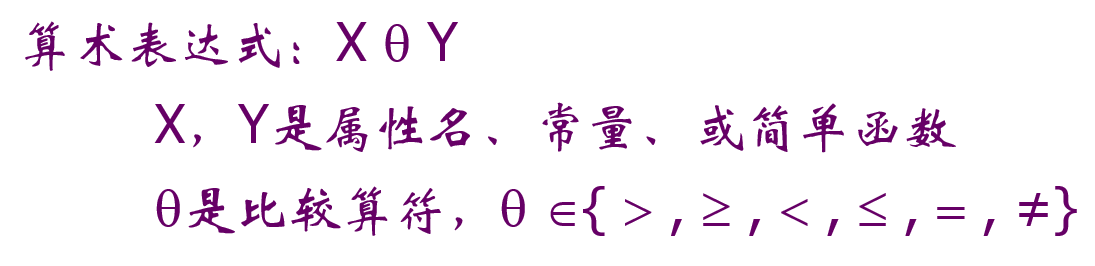 算术表达式：X θ Y
X，Y是属性名、常量、或简单函数
θ是比较算符，θ ∈{ > , ≥ , < , ≤ , = , ≠}